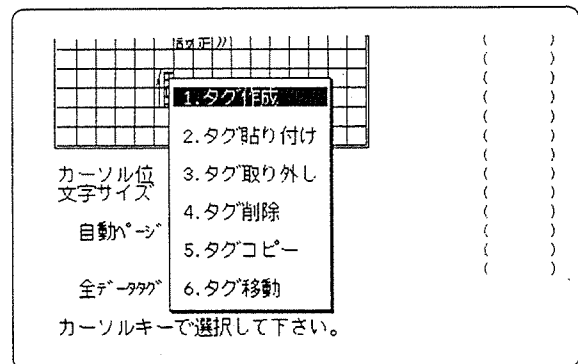 設定))
1.タグ作成
2.タグ貼り付け
3.タグ取り外し
4.タグ削除
5.タグコピー
6.タグ移動
カーソル位
文字サイズ
自動ページ
全データタグ
カーソルキーで選択して下さい。
( )
( )
( )
( )
( )
( )
( )
( )
( )
( )
( )
( )
( )